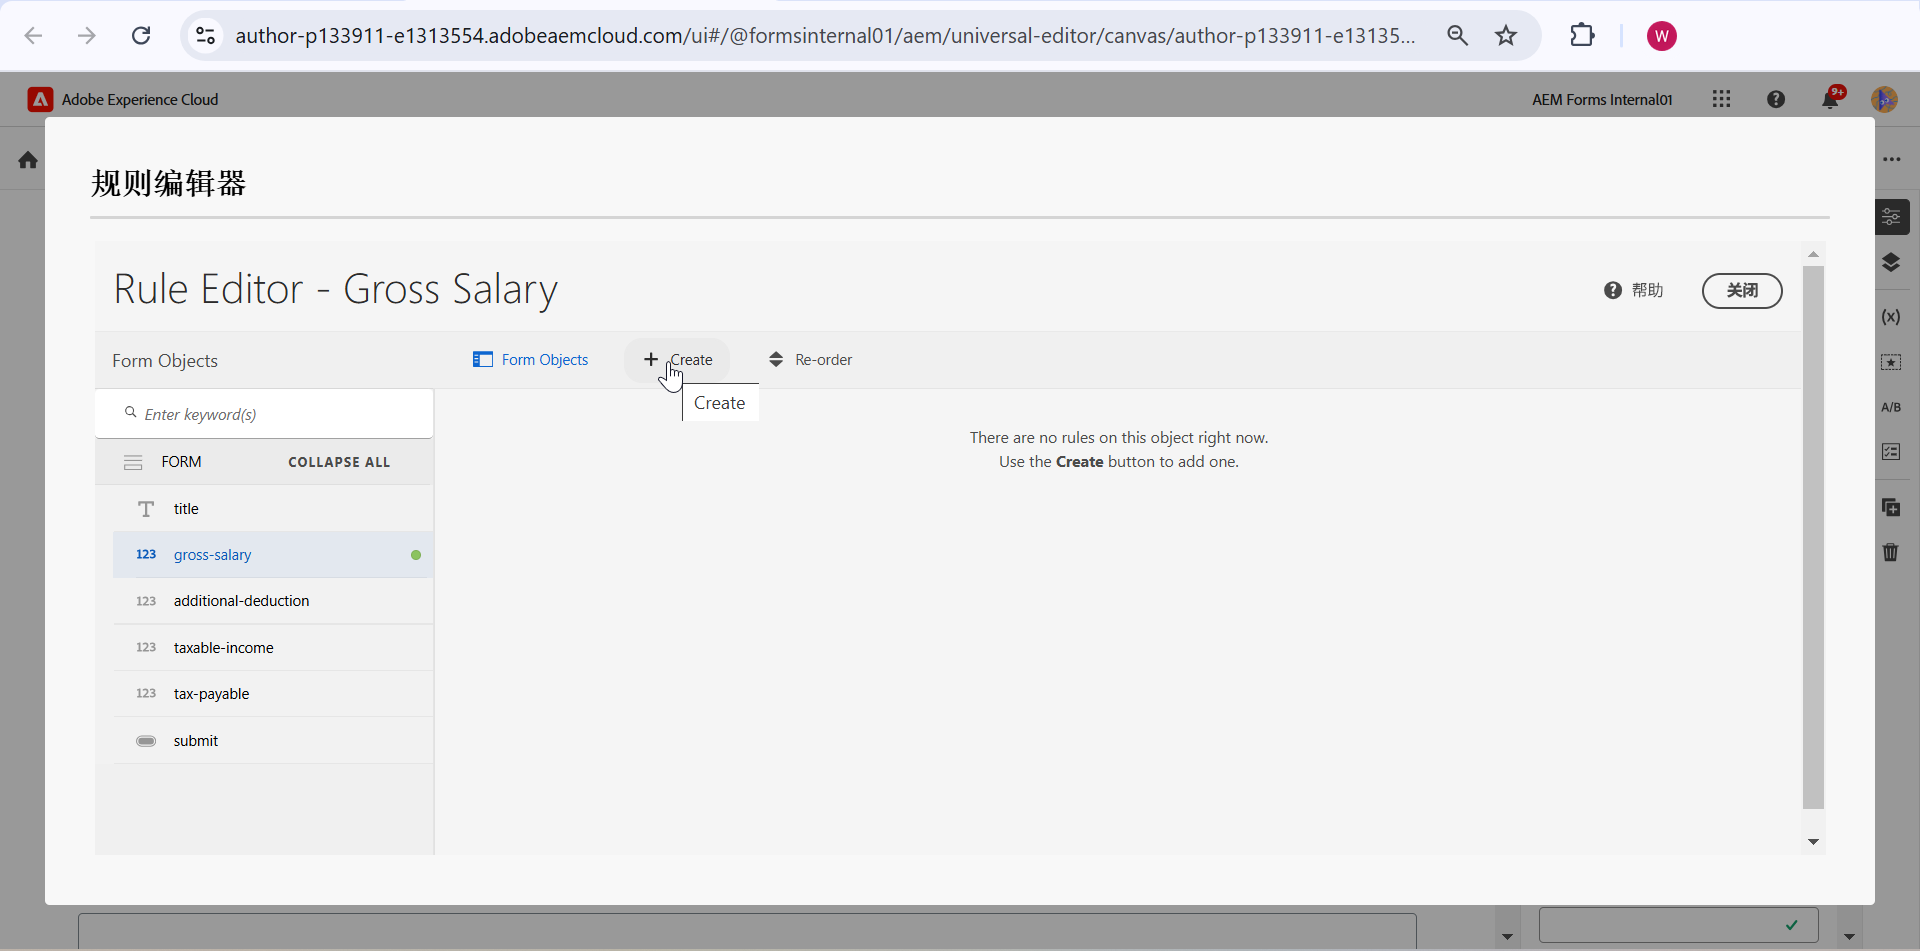 author-p133911-e1313554.adobeaemcloud.com/ui#/@formsinternal01/aem/universal-editor/canvas/author-p133911-e13135...
W
Adobe Experience Cloud
AEM Forms Internal01
9+
规则编辑器
Rule Editor - Gross Salary
帮助
关闭
Form Objects
Form Objects
Create
Re-order
Create
Enter keyword(s)
FORM
COLLAPSE ALL
There are no rules on this object right now.
Use the Create button to add one.
title
123 gross-salary
123 additional-deduction
123 taxable-income
123 tax-payable
submit
(x)
A/B